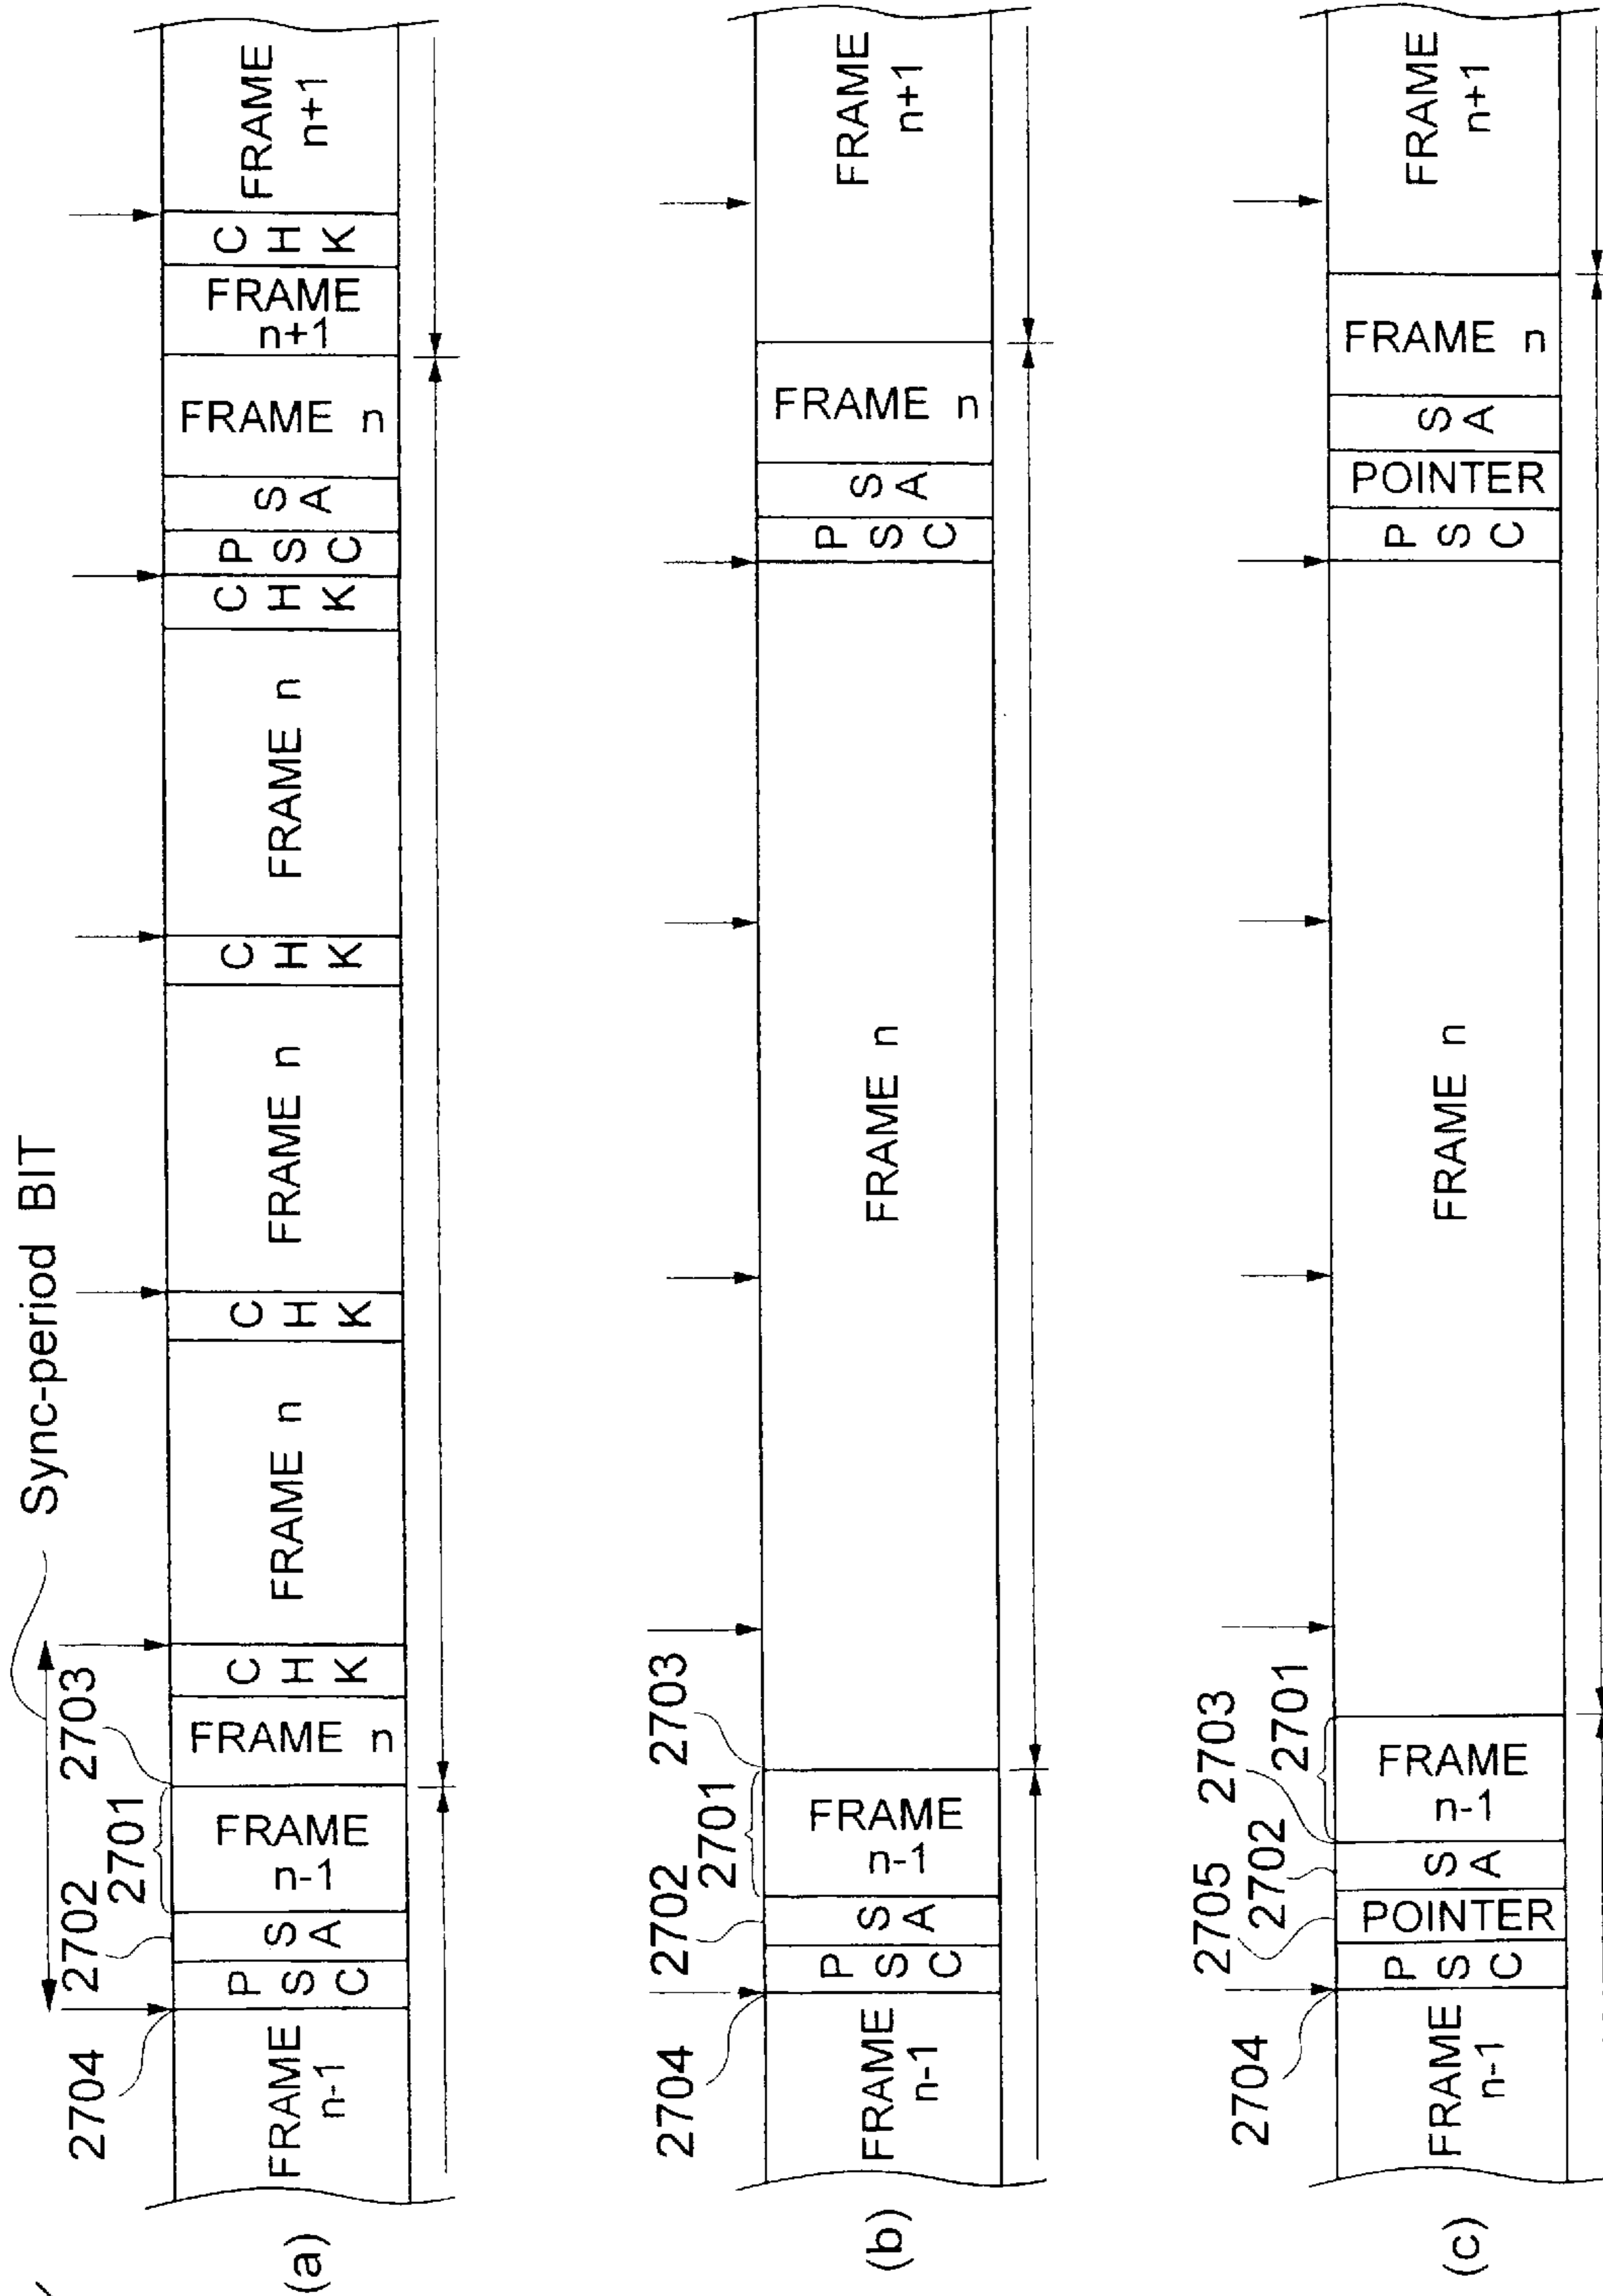 Sync-period BIT
2704
2702
2701
2703
(a)
FRAME
n-1
PSC
SA
FRAME
n-1
FRAME n
CHK
FRAME n
CHK
FRAME n
CHK
FRAME n
CHK
PSC
SA
FRAME n
FRAME
n+1
CHK
FRAME
n+1
2704
2702
2701
2703
(b)
FRAME
n-1
PSC
SA
FRAME
n-1
FRAME n
PSC
SA
FRAME n
FRAME
n+1
2704
2705
2702
2703
2701
(c)
FRAME
n-1
PSC
POINTER
SA
FRAME
n-1
FRAME n
PSC
POINTER
SA
FRAME n
FRAME
n+1